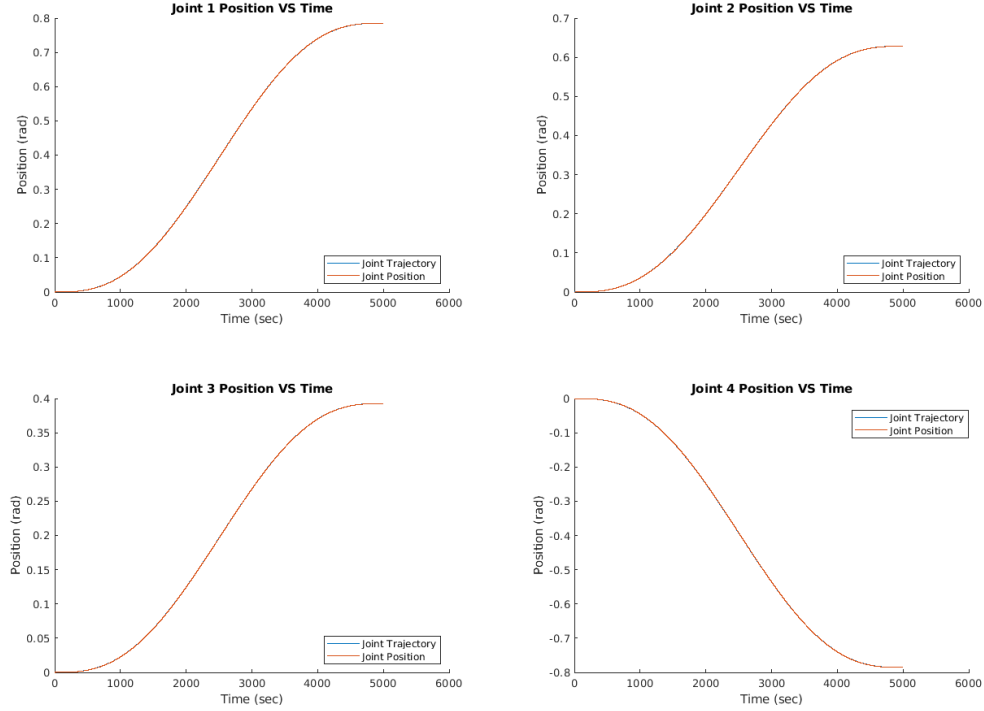 Joint 1 Position VS Time
0.8
0.7
0.6
0.5
0.4
0.3
0.2
0.1
0
Position (rad)
0 1000 2000 3000 4000 5000 6000
Time (sec)
Joint Trajectory
Joint Position
Joint 2 Position VS Time
0.7
0.6
0.5
0.4
0.3
0.2
0.1
0
Position (rad)
0 1000 2000 3000 4000 5000 6000
Time (sec)
Joint Trajectory
Joint Position
Joint 3 Position VS Time
0.4
0.35
0.3
0.25
0.2
0.15
0.1
0.05
0
Position (rad)
0 1000 2000 3000 4000 5000 6000
Time (sec)
Joint Trajectory
Joint Position
Joint 4 Position VS Time
0
-0.1
-0.2
-0.3
-0.4
-0.5
-0.6
-0.7
-0.8
Position (rad)
0 1000 2000 3000 4000 5000 6000
Time (sec)
Joint Trajectory
Joint Position